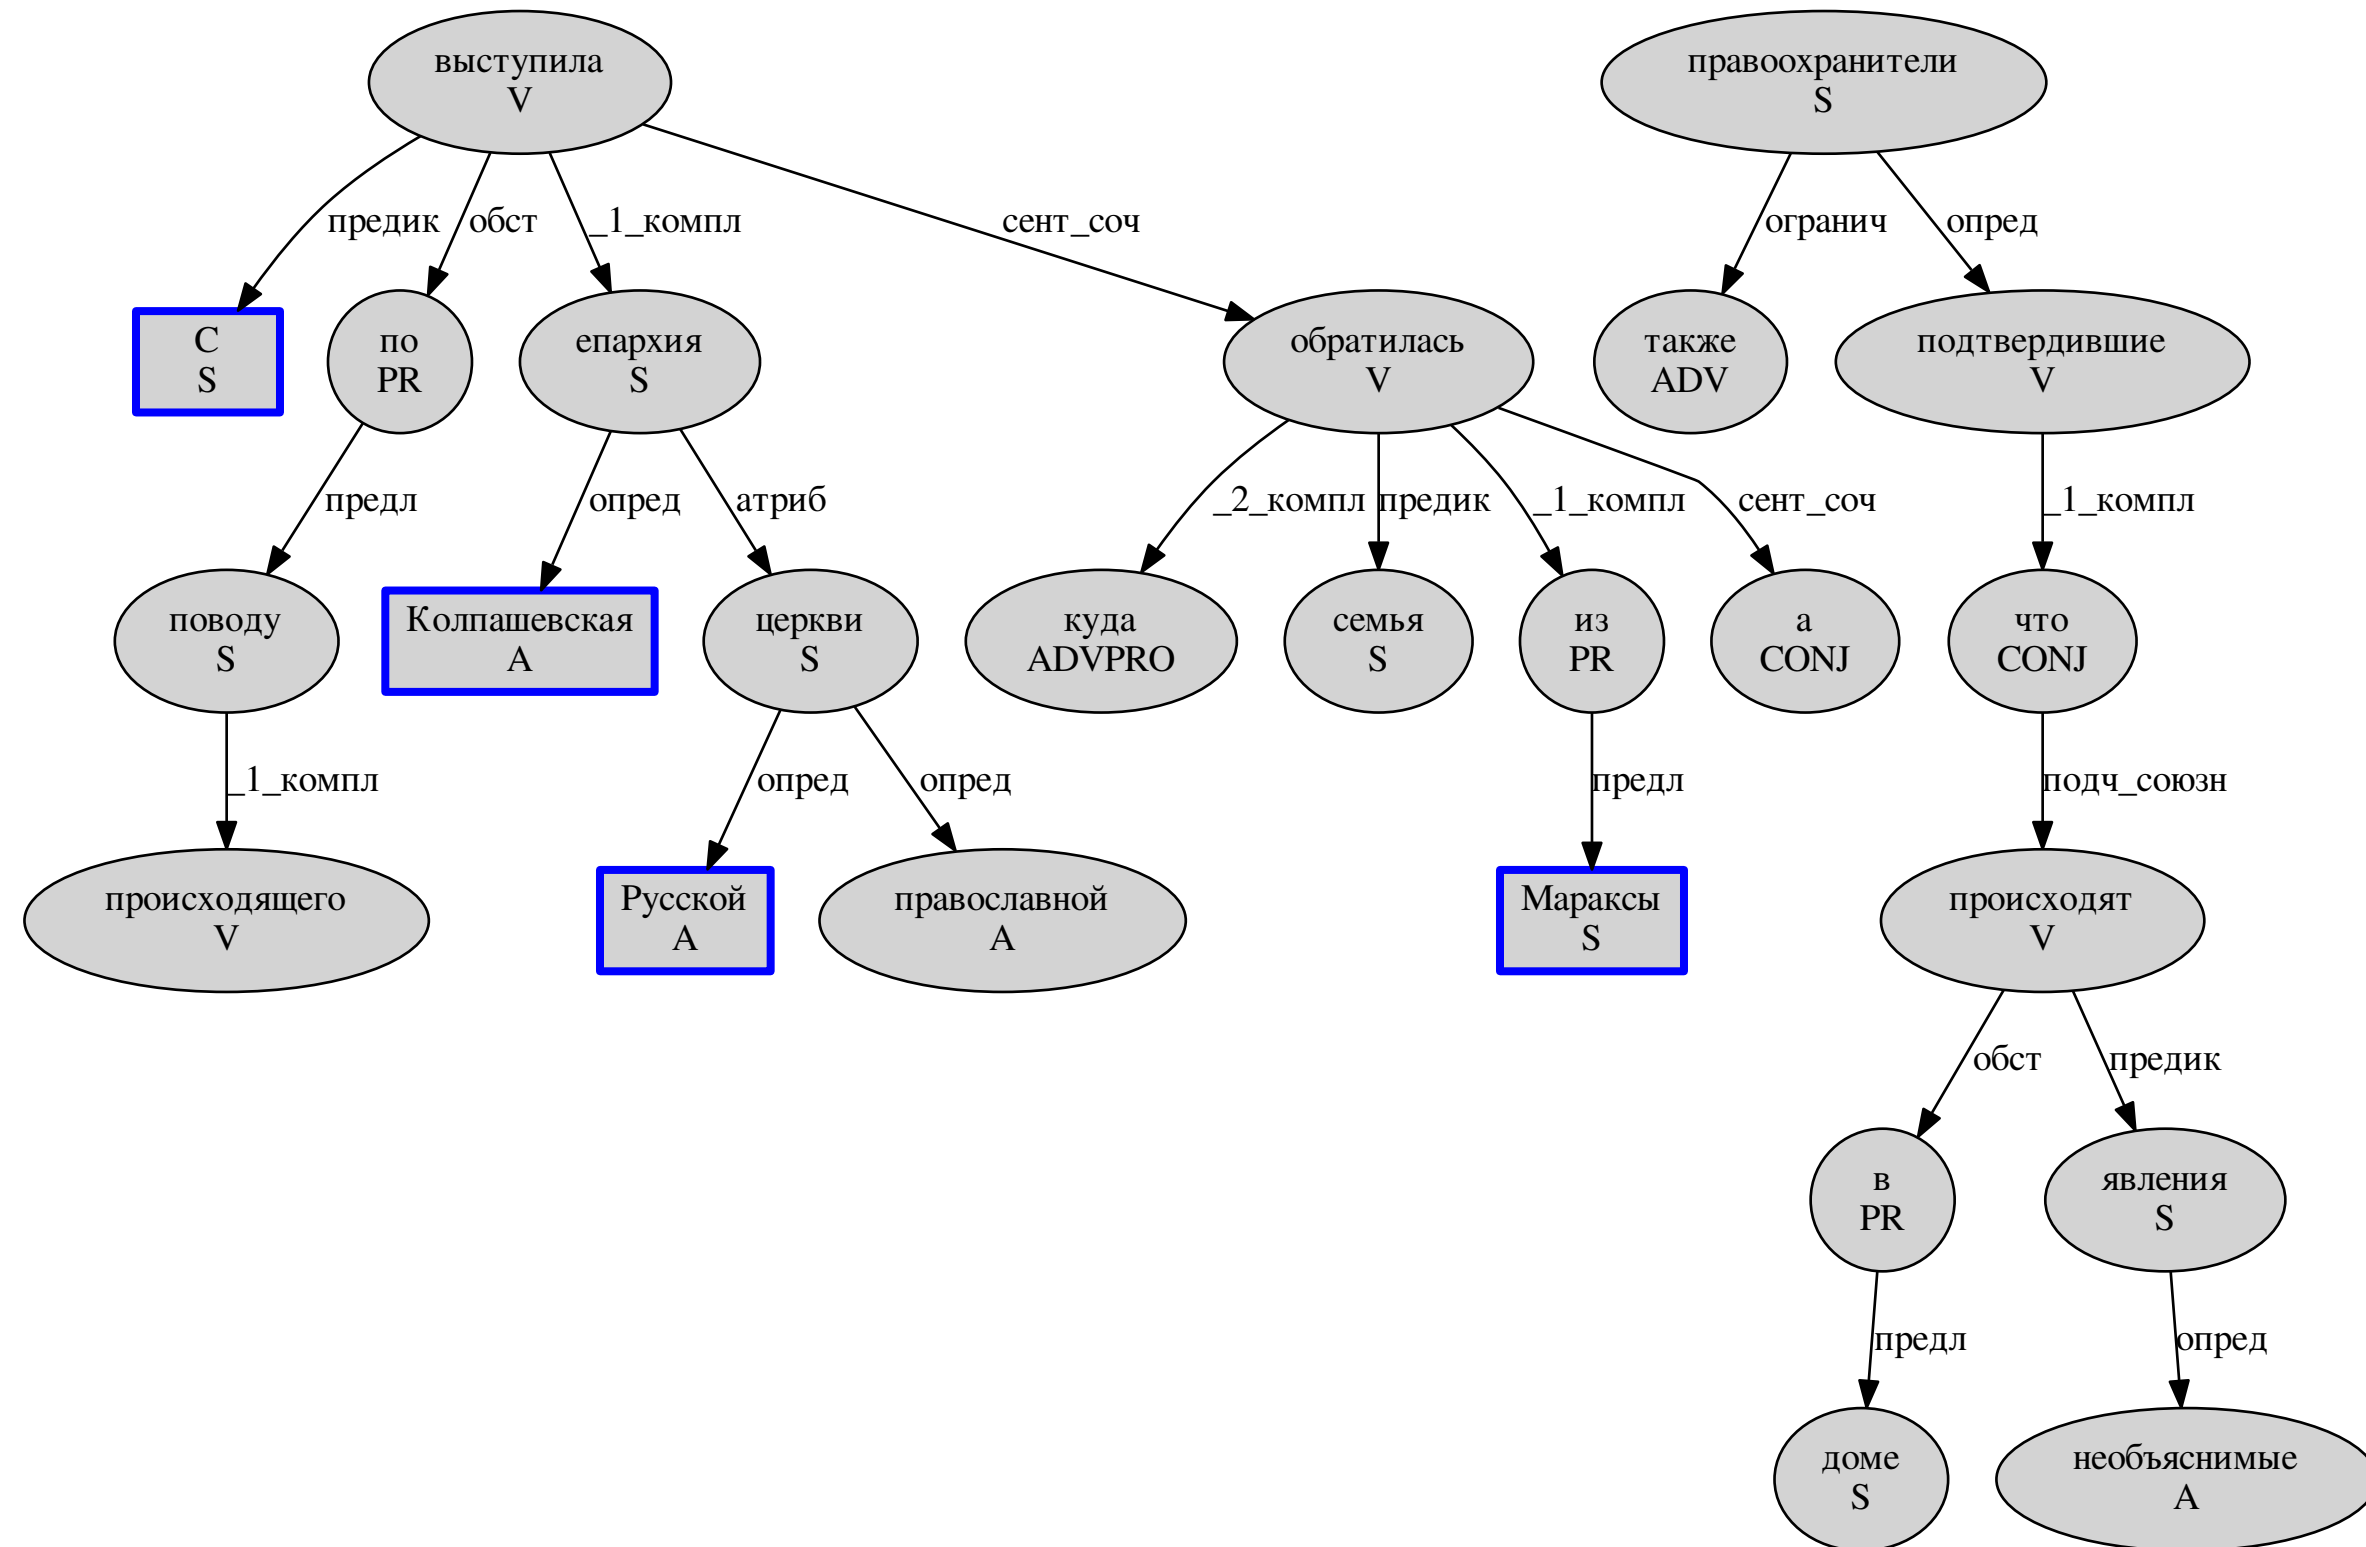 выступила
V
правоохранители
S
предик
обст
_1_компл
сент_соч
огранич
опред
С
S
по
PR
епархия
S
обратилась
V
также
ADV
подтвердившие
V
предл
опред
атриб
_2_компл
предик
_1_компл
сент_соч
_1_компл
поводу
S
Колпашевская
A
церкви
S
куда
ADVPRO
семья
S
из
PR
а
CONJ
что
CONJ
_1_компл
опред
опред
предл
подч_союзн
происходящего
V
Русской
A
православной
A
Мараксы
S
происходят
V
обст
предик
в
PR
явления
S
предл
опред
доме
S
необъяснимые
A